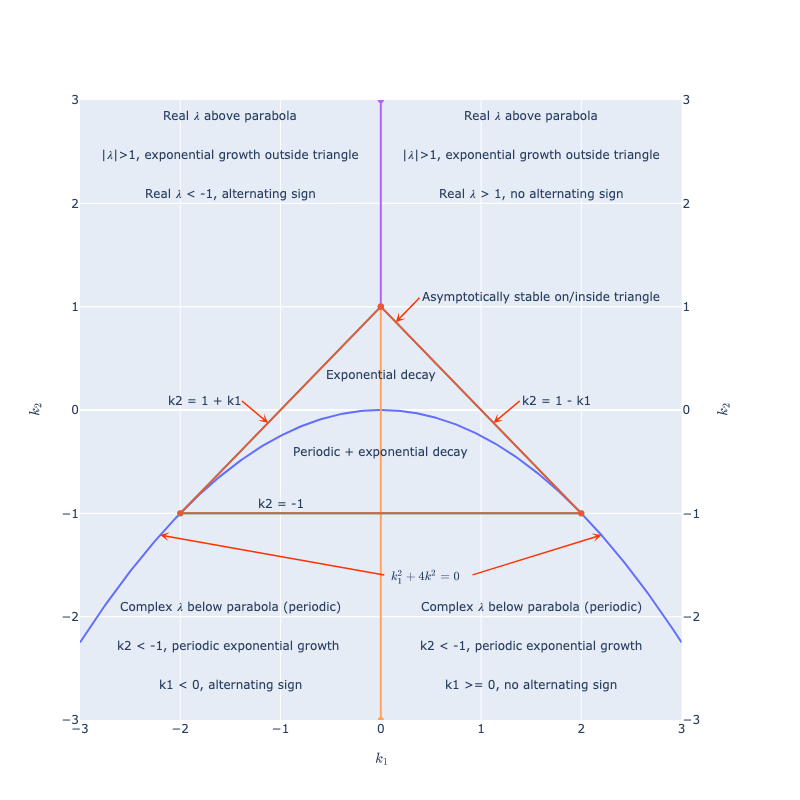 3
3
Real λ above parabola
Real λ above parabola
|λ|>1, exponential growth outside triangle
|λ|>1, exponential growth outside triangle
Real λ < -1, alternating sign
Real λ > 1, no alternating sign
2
2
Asymptotically stable on/inside triangle
1
1
Exponential decay
k2 = 1 + k1
k2 = 1 - k1
k₂
0
0
k₂
Periodic + exponential decay
k2 = -1
−1
−1
k₁² + 4k² = 0
Complex λ below parabola (periodic)
Complex λ below parabola (periodic)
−2
−2
k2 < -1, periodic exponential growth
k2 < -1, periodic exponential growth
k1 < 0, alternating sign
k1 >= 0, no alternating sign
−3
−3
−3
−2
−1
0
1
2
3
k₁